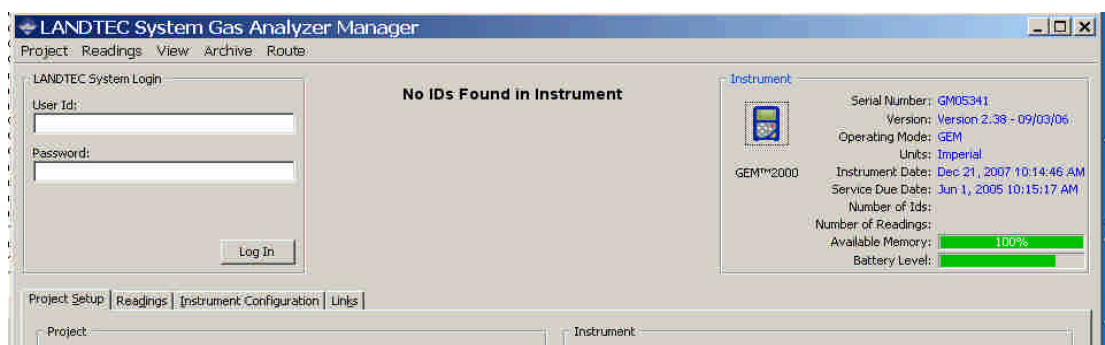 LANDTEC System Gas Analyzer Manager
Project Readings View Archive Route
LANDTEC System Login
User Id:
Password:
Log In
No IDs Found in Instrument
Instrument
GEM™2000
Serial Number: GM05341
Version: Version 2.38 - 09/03/06
Operating Mode: GEM
Units: Imperial
Instrument Date: Dec 21, 2007 10:14:46 AM
Service Due Date: Jun 1, 2005 10:15:17 AM
Number of Ids:
Number of Readings:
Available Memory: 100%
Battery Level:
Project Setup Readings Instrument Configuration Links
Project Instrument